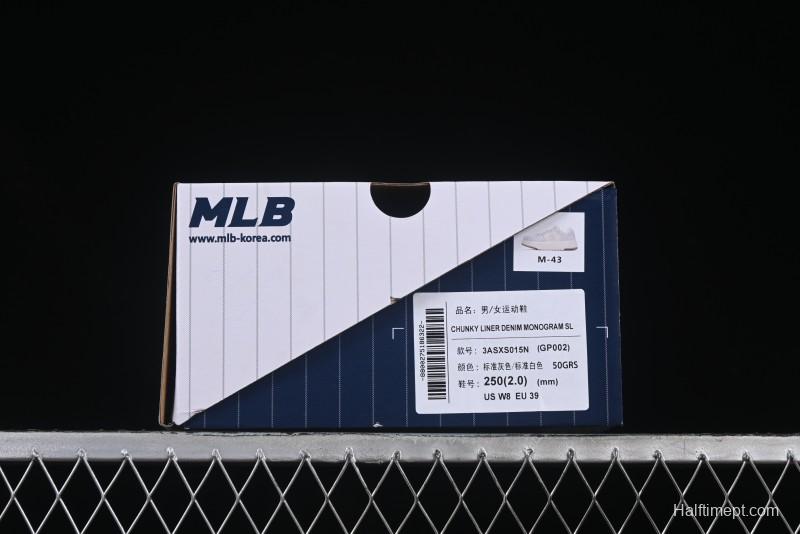 MLB
www.mlb-korea.com
M-43
品名：男/女运动鞋
CHUNKY LINER DENIM MONOGRAM SL
款号：3ASXS015N (GP002)
颜色：标准灰色/标准白色 50GRS
鞋号：250(2.0) (mm)
US W8 EU 39
-0000275186322-
Halftimept.com